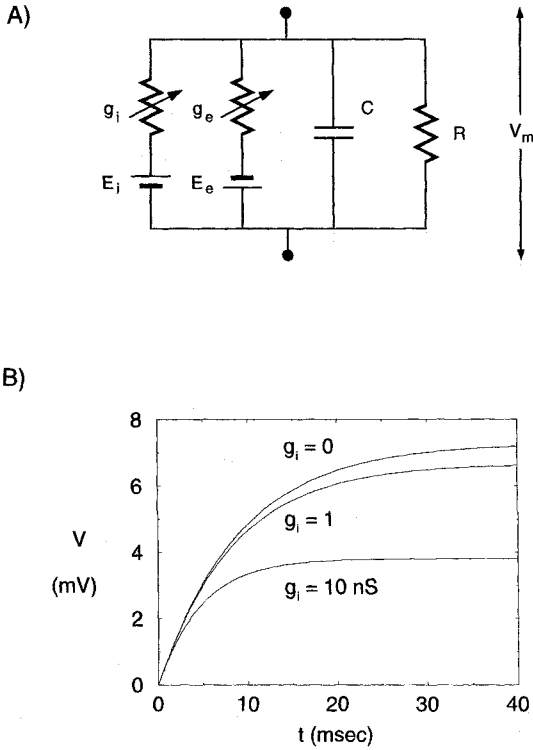 A)
g_i
g_e
C
R
V_m
E_i
E_e
B)
8
6
4
2
0
V
(mV)
g_i = 0
g_i = 1
g_i = 10 nS
0 10 20 30 40
t (msec)